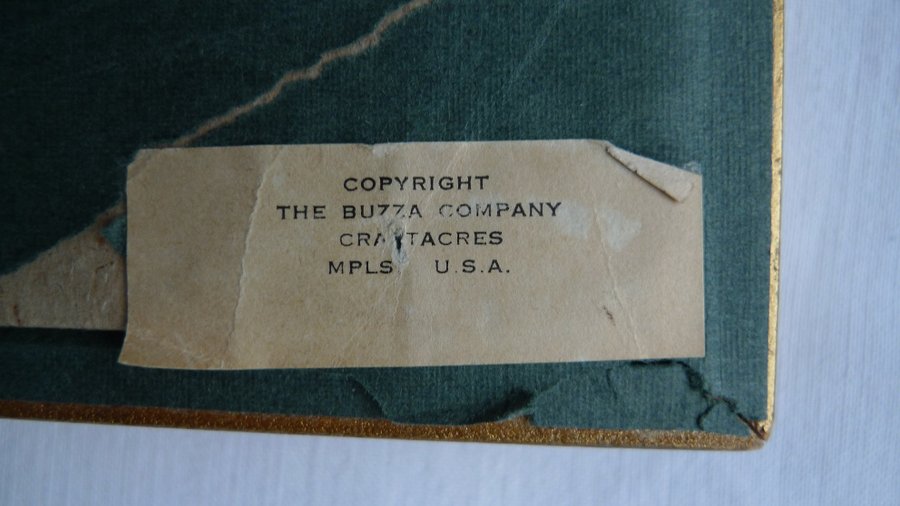 COPYRIGHT
THE BUZZA COMPANY
CRAFTACRES
MPLS. U.S.A.